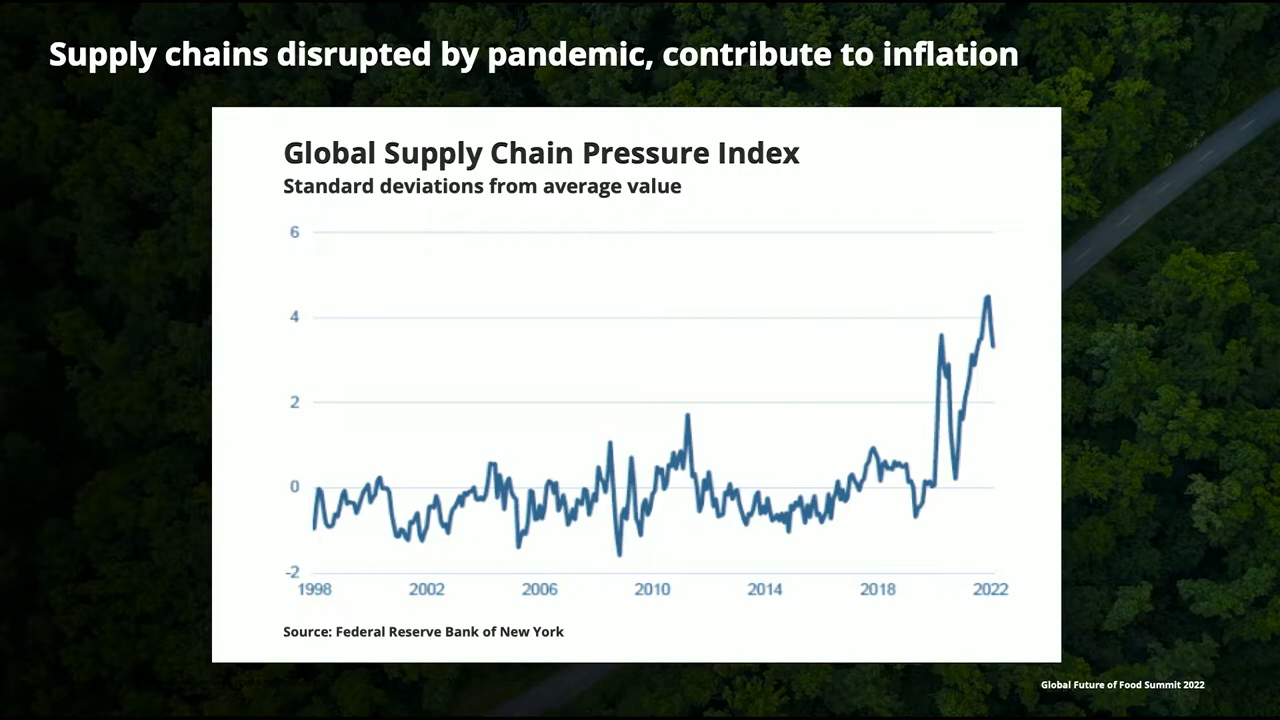 Supply chains disrupted by pandemic, contribute to inflation
Global Supply Chain Pressure Index
Standard deviations from average value
6
4
2
0
-2
1998 2002 2006 2010 2014 2018 2022
Source: Federal Reserve Bank of New York
Global Future of Food Summit 2022